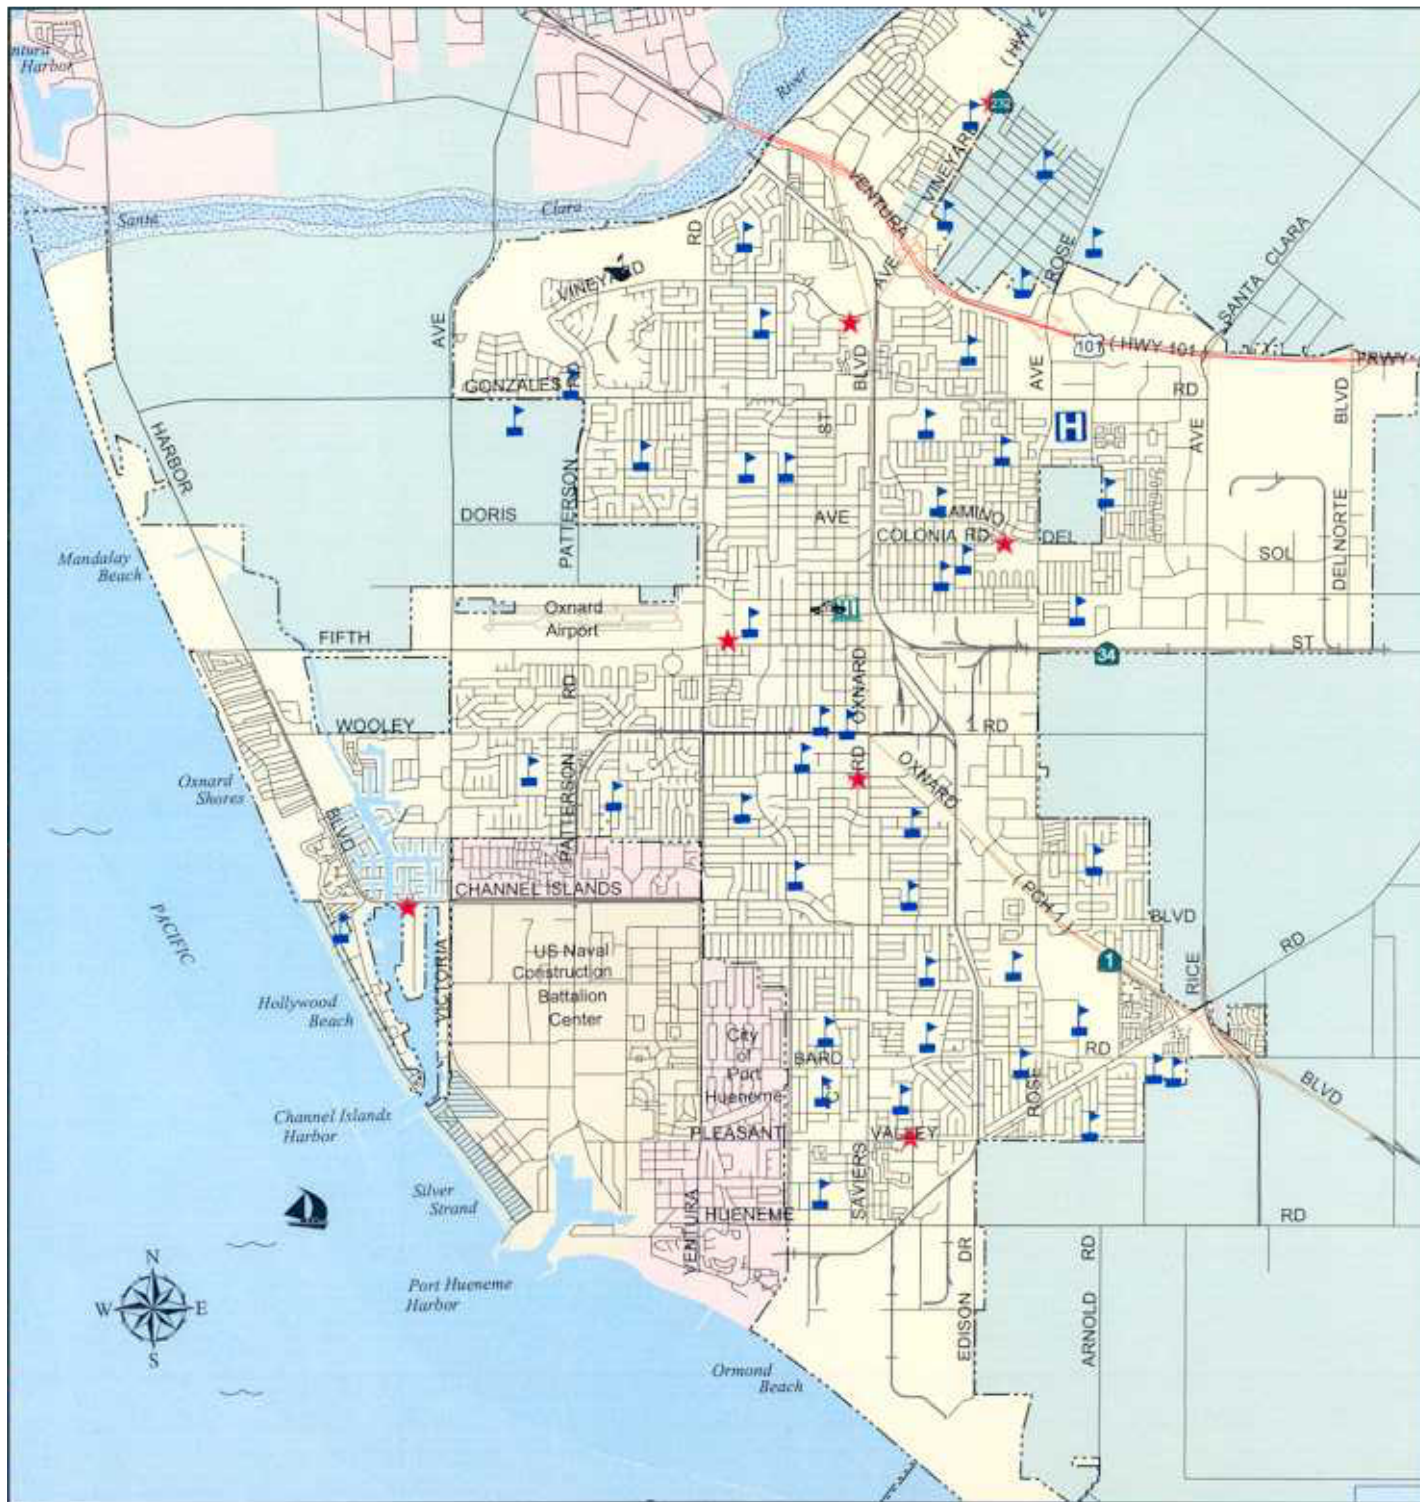 ntura
Harbor
River
( HWY 2
232
VINEYARD
VENTURA
Santa
Clara
RD
AVE
ROSE
SANTA CLARA
VINEYARD
AVE
BLVD
101
( HWY 101 )
FRWY
GONZALES RD
AVE
RD
BLVD
HARBOR
ST
AVE
PATTERSON
DORIS
AVE
CAMINO
COLONIA RD
DEL
SOL
DEL NORTE
Mandalay
Beach
Oxnard
Airport
FIFTH
ST
34
RD
OXNARD
WOOLEY
RD
Oxnard
Shores
PATTERSON
RD
OXNARD
BLVD
CHANNEL ISLANDS
( PCH 1 )
BLVD
PACIFIC
US Naval
Construction
Battalion
Center
1
RD
RICE
VICTORIA
Hollywood
Beach
City
of
Port
Hueneme
BARD
RD
ROSE
BLVD
C
Channel Islands
Harbor
PLEASANT
VALLEY
Silver
Strand
SAVIERS
VENTURA
HUENEME
RD
N
W
E
S
Port Hueneme
Harbor
EDISON DR
ARNOLD RD
Ormond
Beach